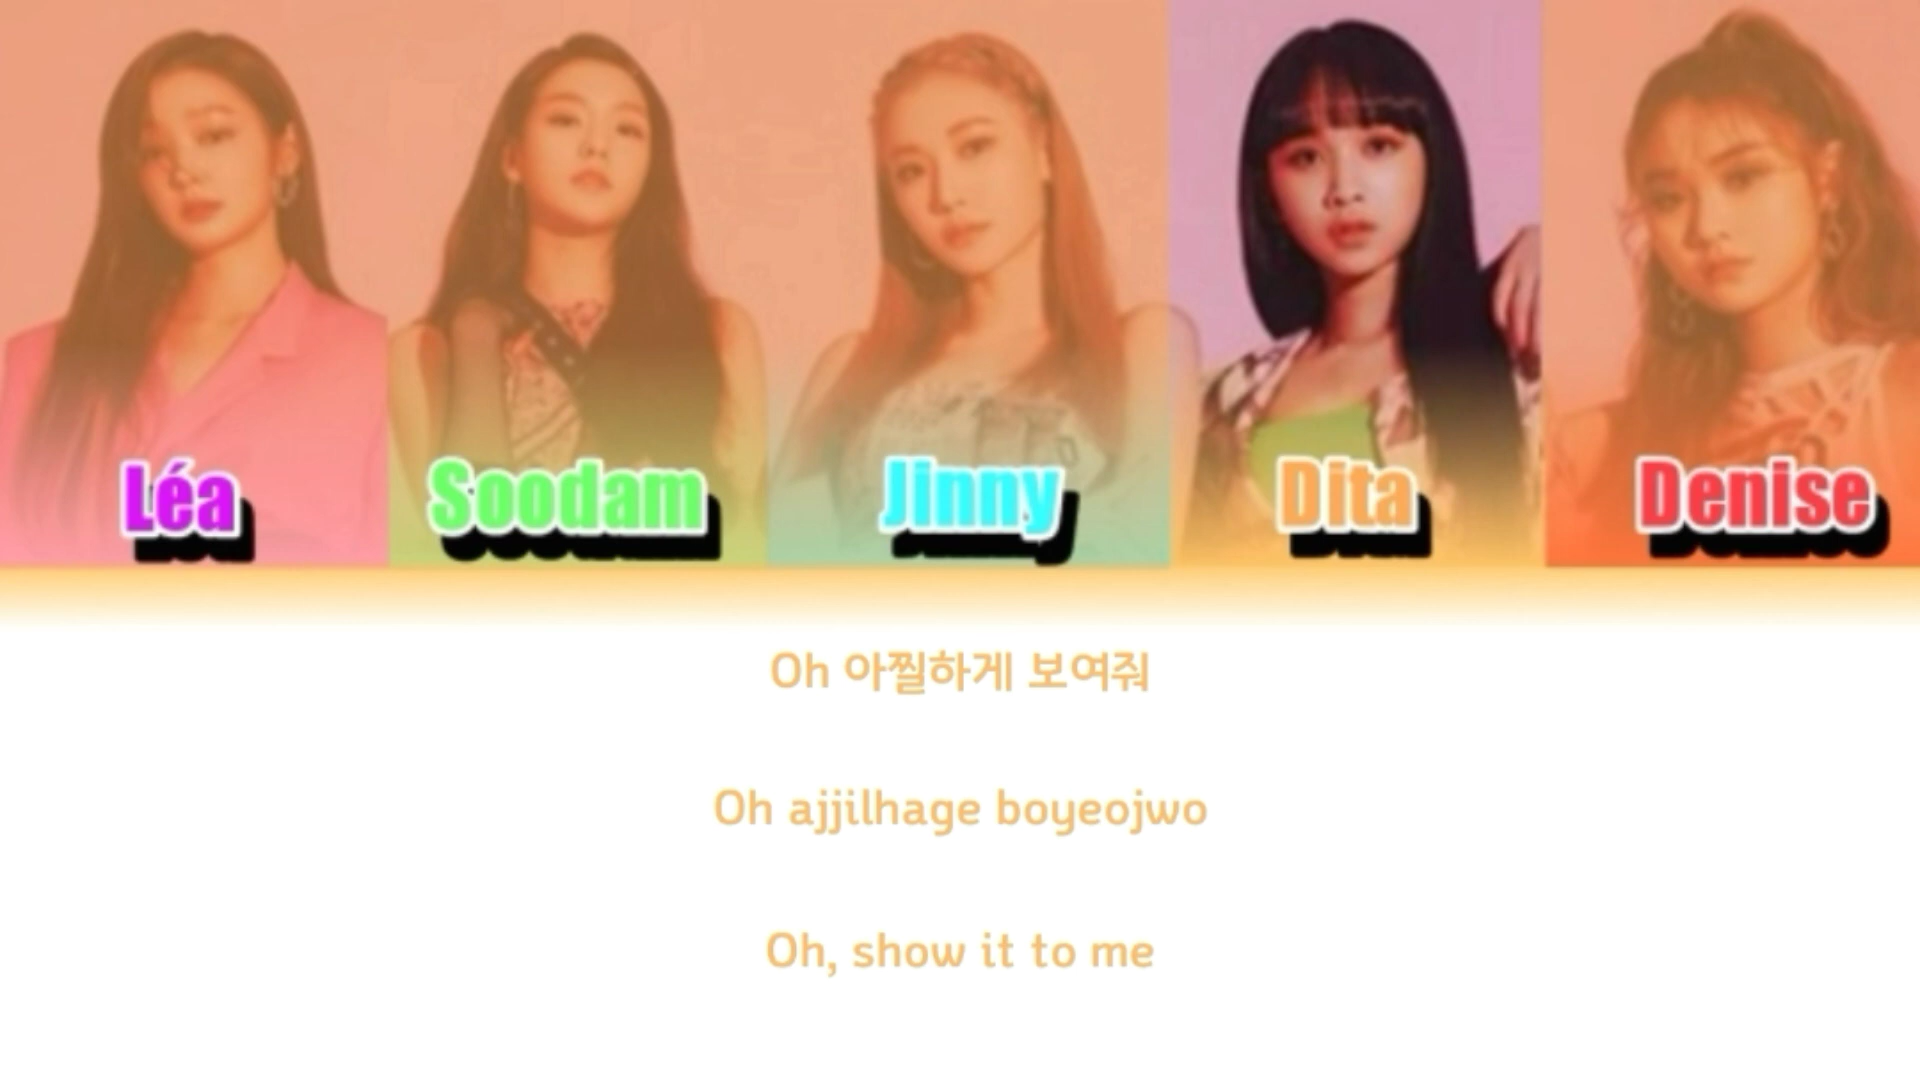 Léa Soodam Jinny Dita Denise
Oh 아찔하게 보여줘
Oh ajjilhage boyeojwo
Oh, show it to me